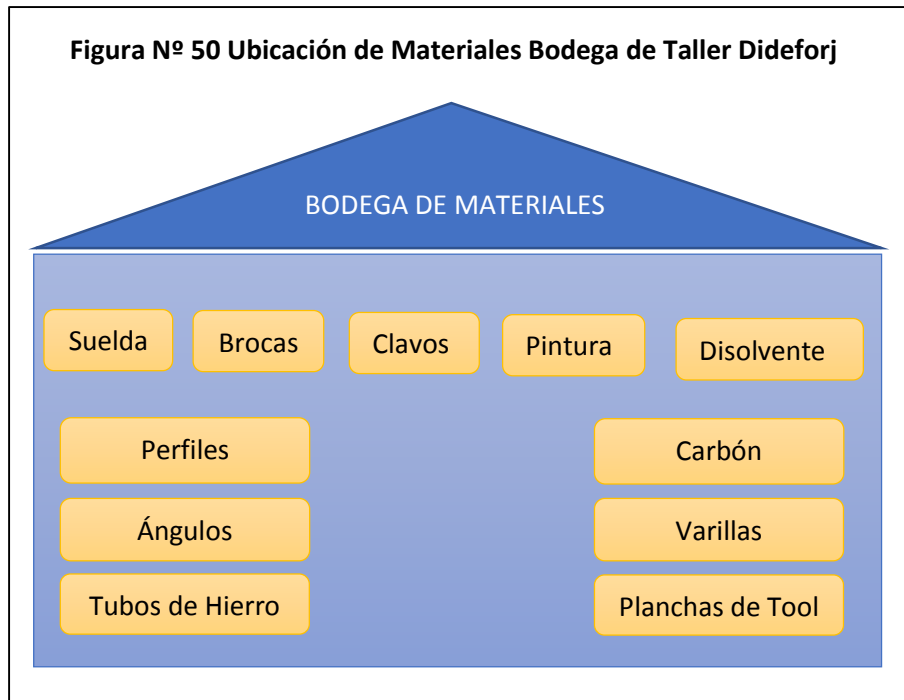 Figura Nº 50 Ubicación de Materiales Bodega de Taller Dideforj
BODEGA DE MATERIALES
Suelda
Brocas
Clavos
Pintura
Disolvente
Perfiles
Carbón
Ángulos
Varillas
Tubos de Hierro
Planchas de Tool